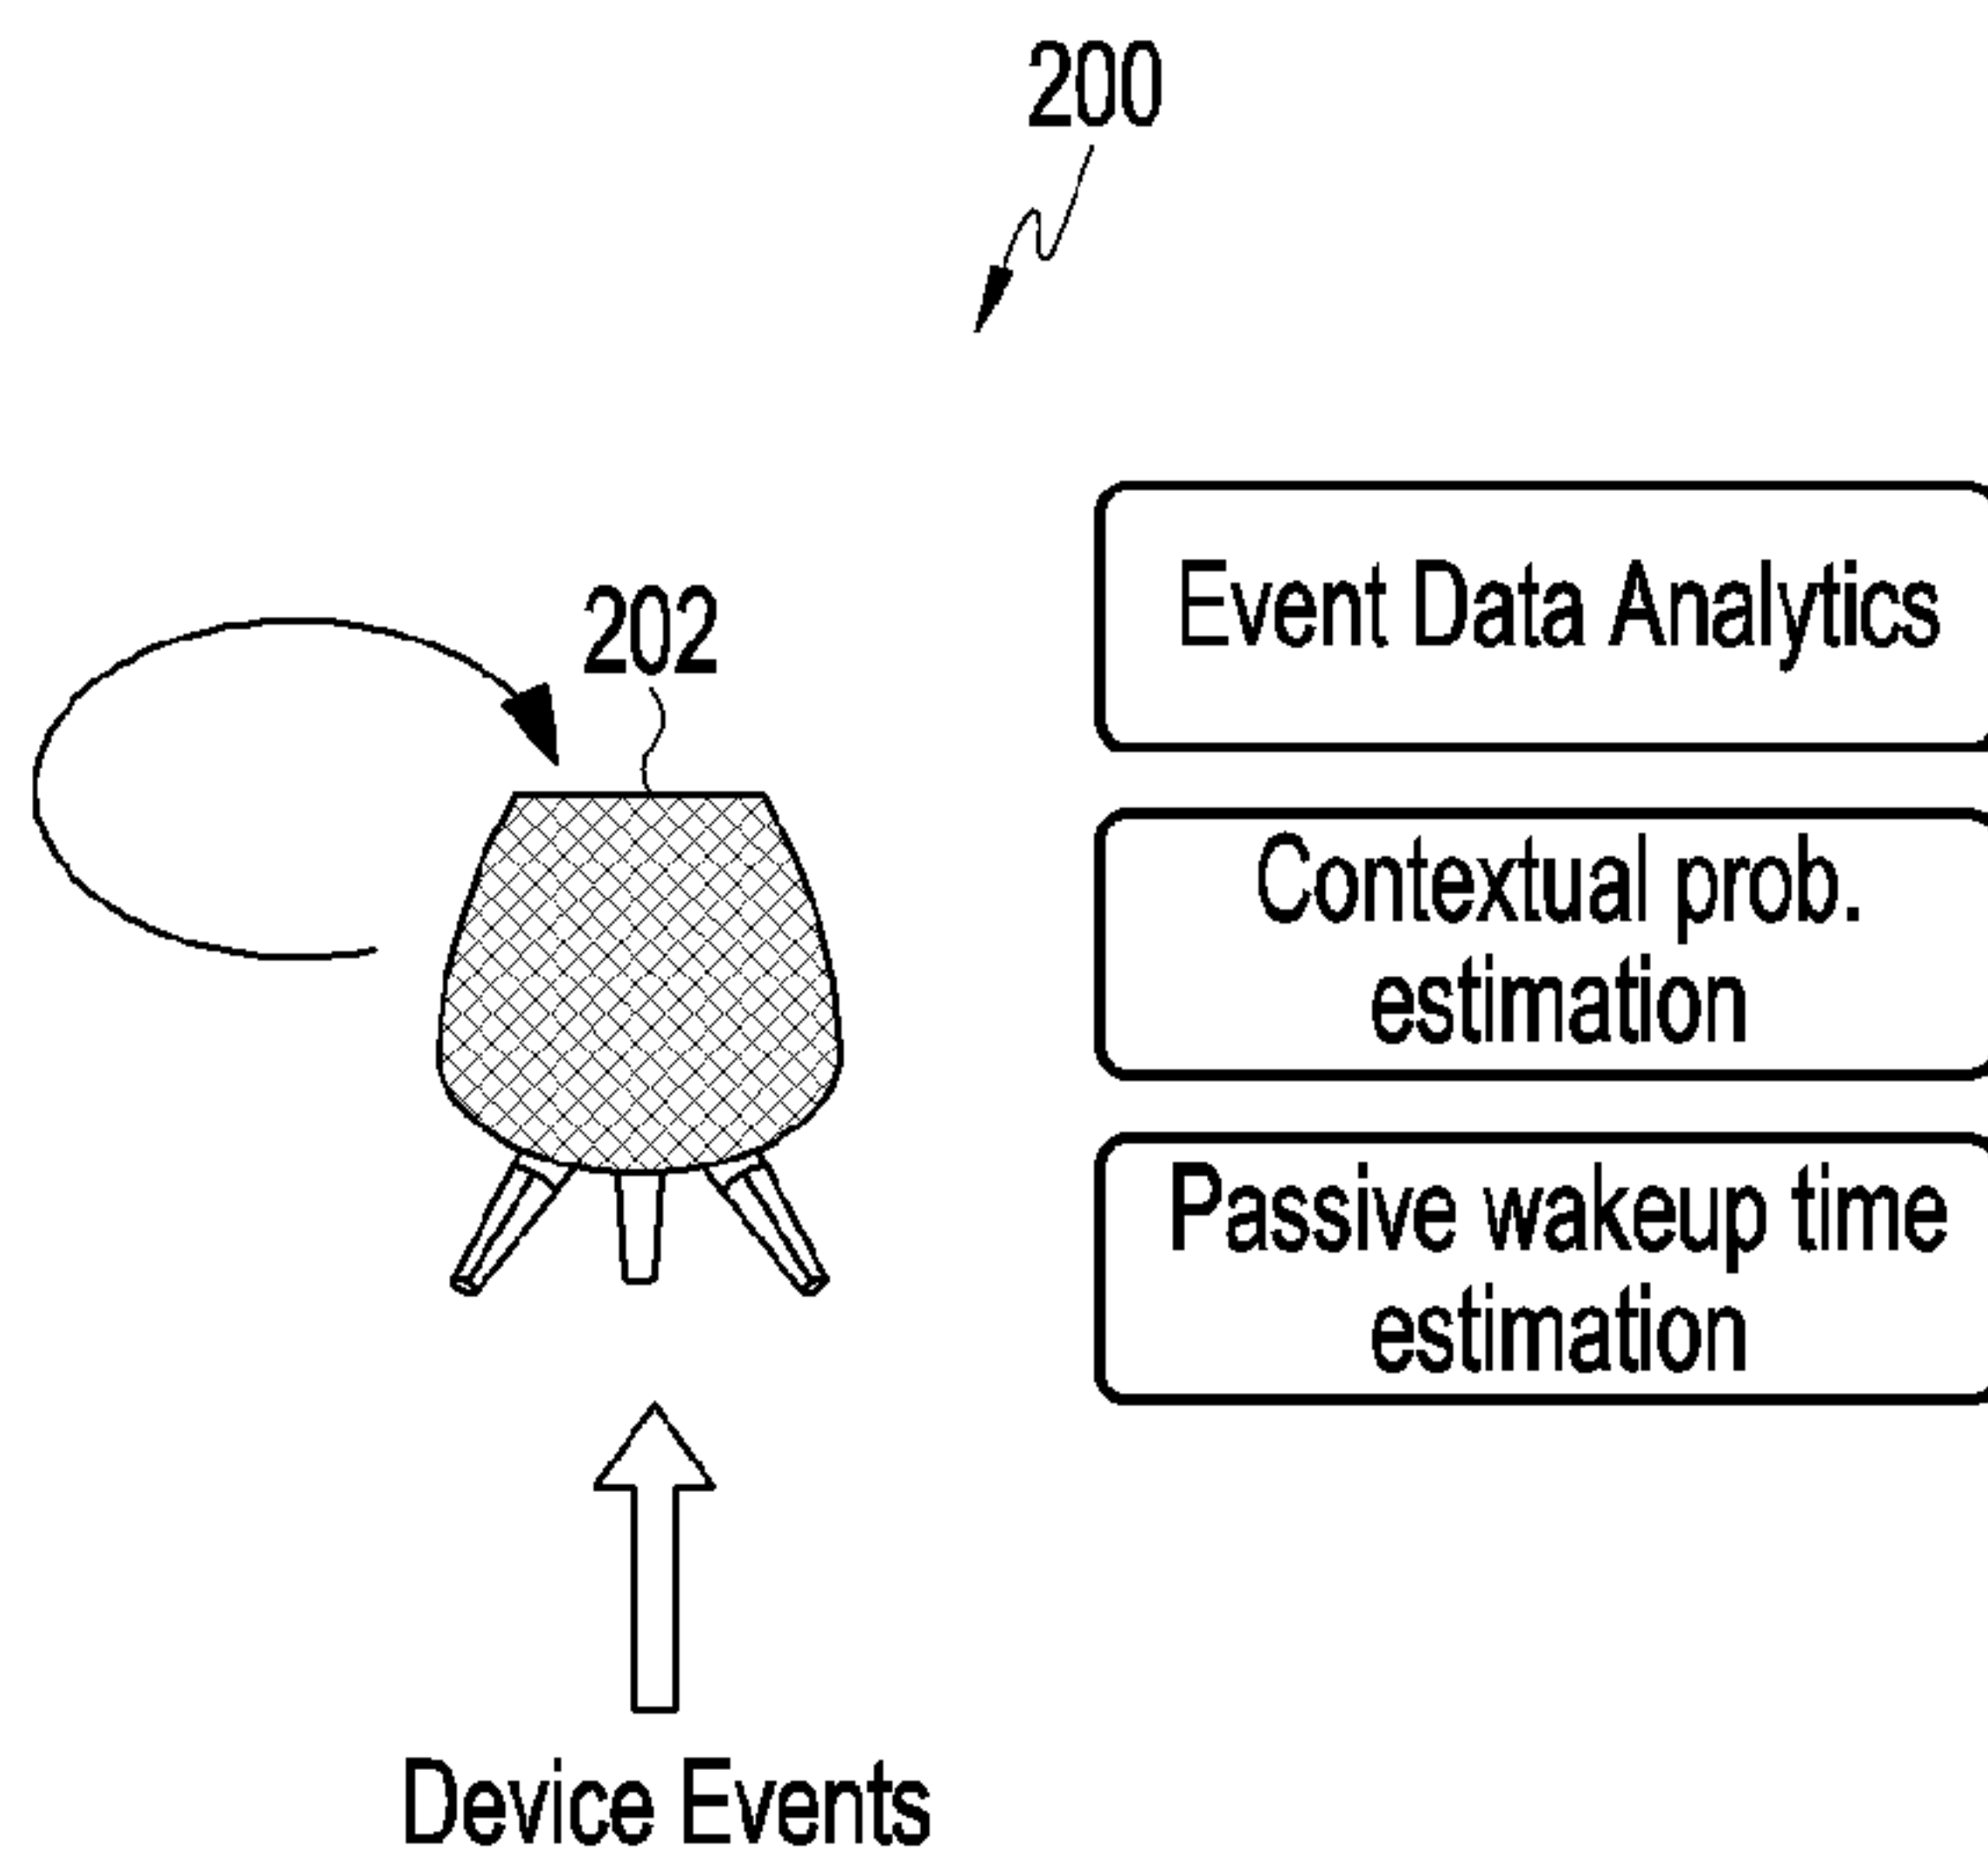 200
202
Event Data Analytics
Contextual prob.
estimation
Passive wakeup time
estimation
Device Events